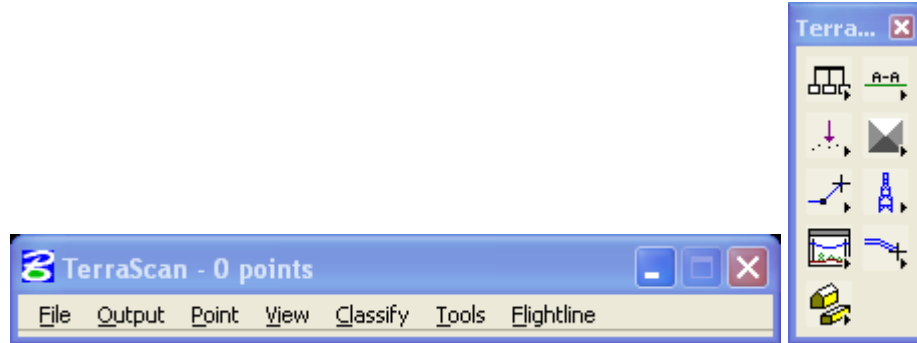 Terra...
A-A
TerraScan - 0 points
File Output Point View Classify Tools Flightline